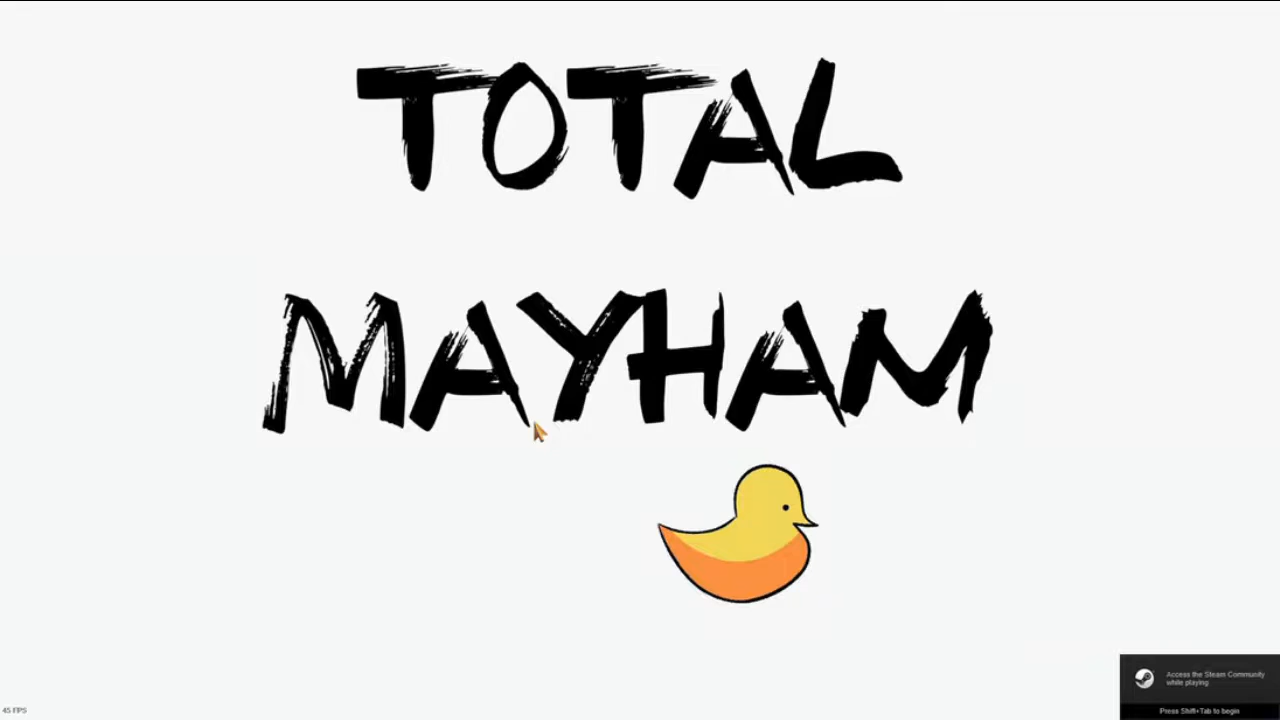 TOTAL
MAYHAM
Access the Steam Community
while playing
Press Shift+Tab to begin
45 FPS